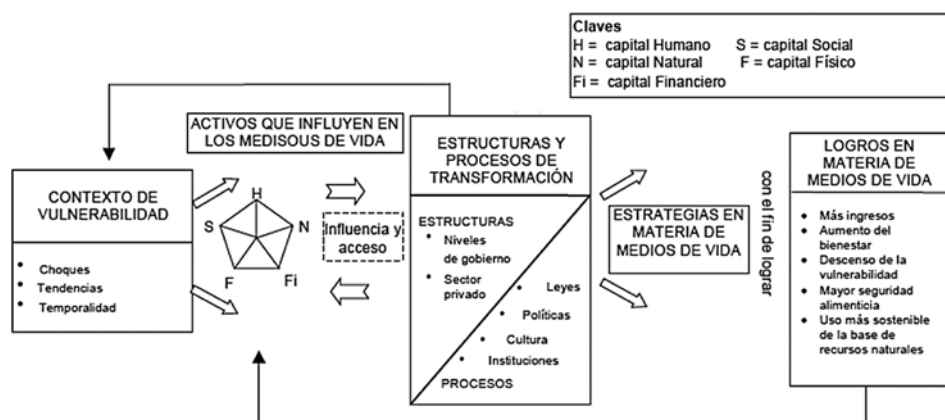 Claves
H = capital Humano S = capital Social
N = capital Natural F = capital Físico
Fi = capital Financiero
ACTIVOS QUE INFLUYEN EN
LOS MEDISOUS DE VIDA
CONTEXTO DE
VULNERABILIDAD
• Choques
• Tendencias
• Temporalidad
H
S
N
F
Fi
Influencia y
acceso
ESTRUCTURAS Y
PROCESOS DE
TRANSFORMACIÓN
ESTRUCTURAS
• Niveles
de gobierno
• Sector
privado
• Leyes
• Políticas
• Cultura
• Instituciones
PROCESOS
ESTRATEGIAS EN
MATERIA DE
MEDIOS DE VIDA
con el fin de lograr
LOGROS EN
MATERIA DE
MEDIOS DE VIDA
• Más ingresos
• Aumento del
bienestar
• Descenso de la
vulnerabilidad
• Mayor seguridad
alimenticia
• Uso más sostenible
de la base de
recursos naturales